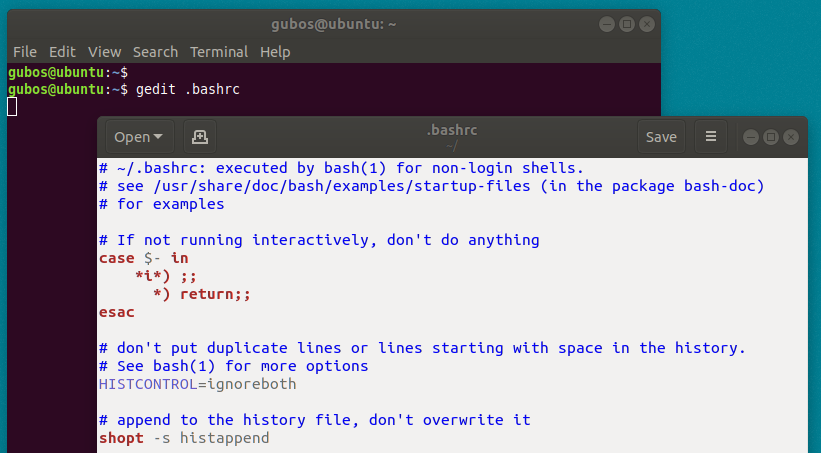 gubos@ubuntu: ~
File Edit View Search Terminal Help
gubos@ubuntu:~$
gubos@ubuntu:~$ gedit .bashrc
Open .bashrc Save
~/
# ~/.bashrc: executed by bash(1) for non-login shells.
# see /usr/share/doc/bash/examples/startup-files (in the package bash-doc)
# for examples
# If not running interactively, don't do anything
case $- in
    *i*) ;;
      *) return;;
esac
# don't put duplicate lines or lines starting with space in the history.
# See bash(1) for more options
HISTCONTROL=ignoreboth
# append to the history file, don't overwrite it
shopt -s histappend